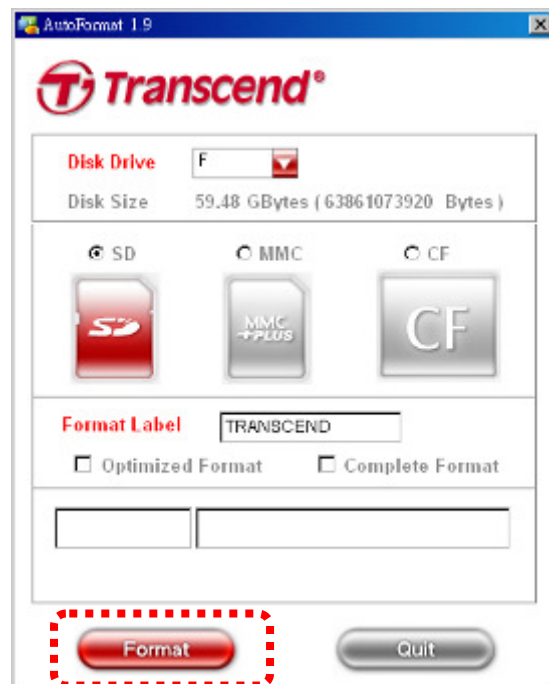 AutoFormat 1.9
Transcend®
Disk Drive F
Disk Size 59.48 GBytes ( 63861073920 Bytes )
SD MMC CF
SD MMC +PLUS CF
Format Label TRANSCEND
Optimized Format Complete Format
Format Quit